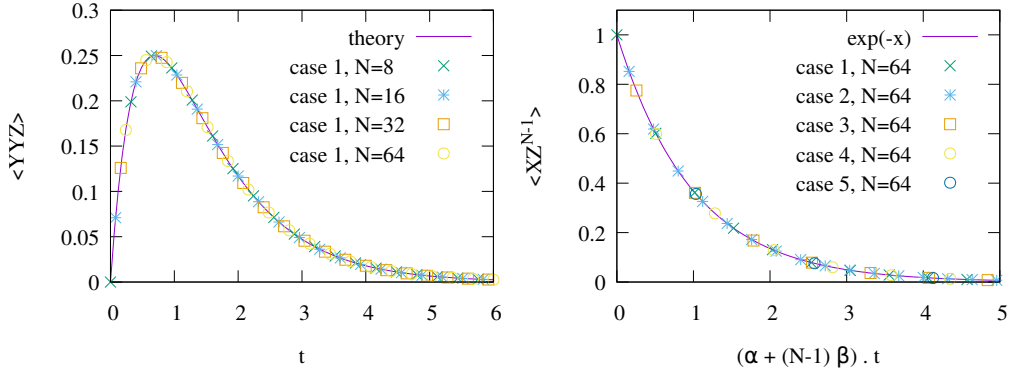 <YYZ>
0.30
0.25
0.20
0.15
0.10
0.05
0
0 1 2 3 4 5 6
t
theory
case 1, N=8
case 1, N=16
case 1, N=32
case 1, N=64
<XZ^{N-1}>
1
0.8
0.6
0.4
0.2
0
0 1 2 3 4 5
(α + (N-1) β) . t
exp(-x)
case 1, N=64
case 2, N=64
case 3, N=64
case 4, N=64
case 5, N=64